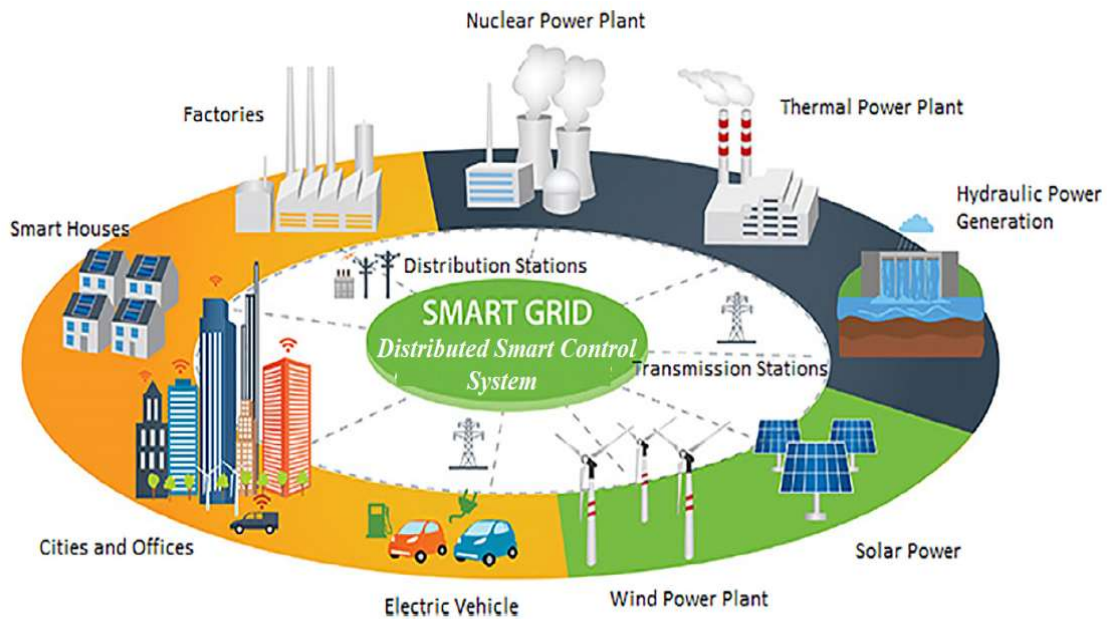 Nuclear Power Plant
Factories
Thermal Power Plant
Hydraulic Power
Generation
Smart Houses
Distribution Stations
SMART GRID
Distributed Smart Control
System
Transmission Stations
Cities and Offices
Solar Power
Electric Vehicle
Wind Power Plant